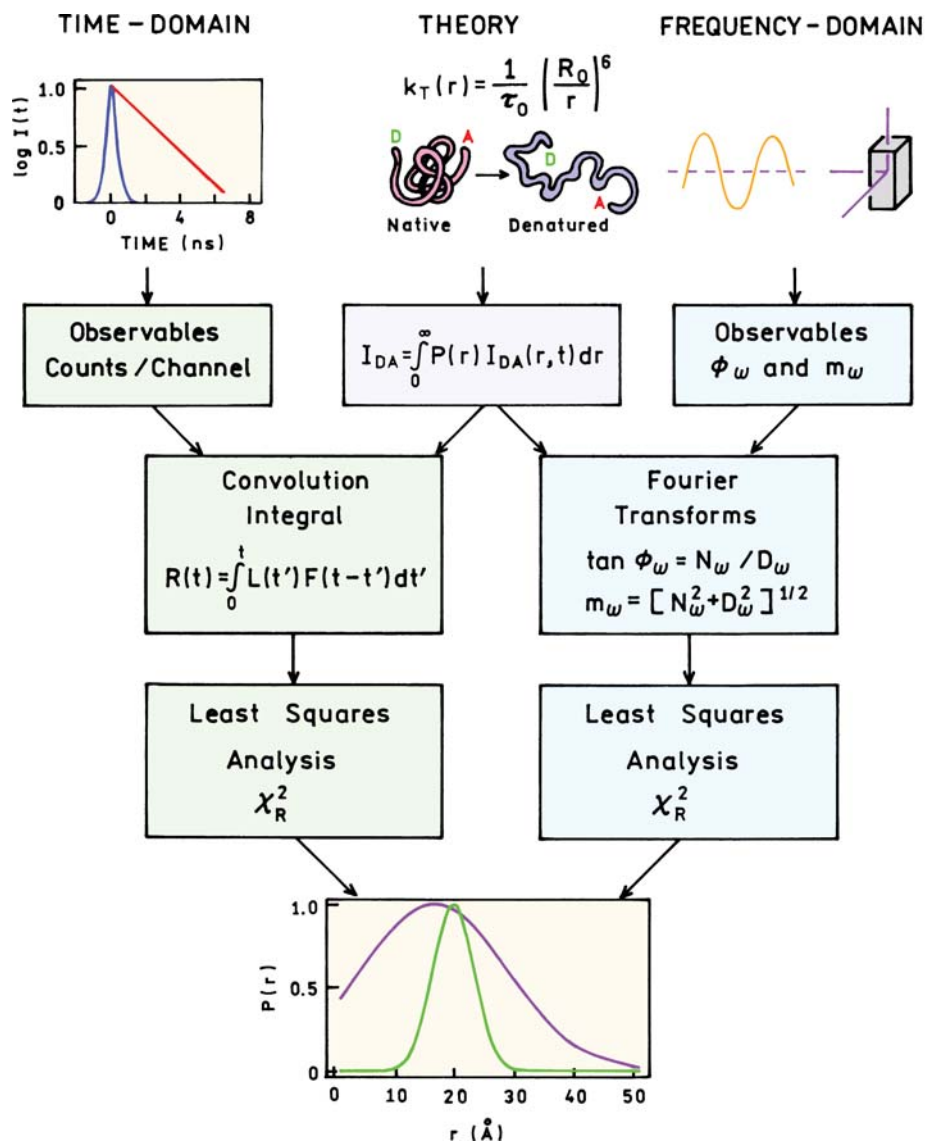 TIME – DOMAIN
THEORY
FREQUENCY – DOMAIN
k_T(r) = 1/τ_0 (R_0/r)^6
log I(t)
1.0
0.5
0
0 4 8
TIME (ns)
D A
D
A
Native
Denatured
Observables
Counts / Channel
I_DA = ∫_0^∞ P(r) I_DA(r, t) dr
Observables
ϕ_ω and m_ω
Convolution
Integral
R(t) = ∫_0^t L(t′) F(t – t′) dt′
Fourier
Transforms
tan ϕ_ω = N_ω / D_ω
m_ω = [N_ω^2 + D_ω^2]^1/2
Least Squares
Analysis
χ_R^2
Least Squares
Analysis
χ_R^2
P(r)
1.0
0.5
0
0 10 20 30 40 50
r (Å)